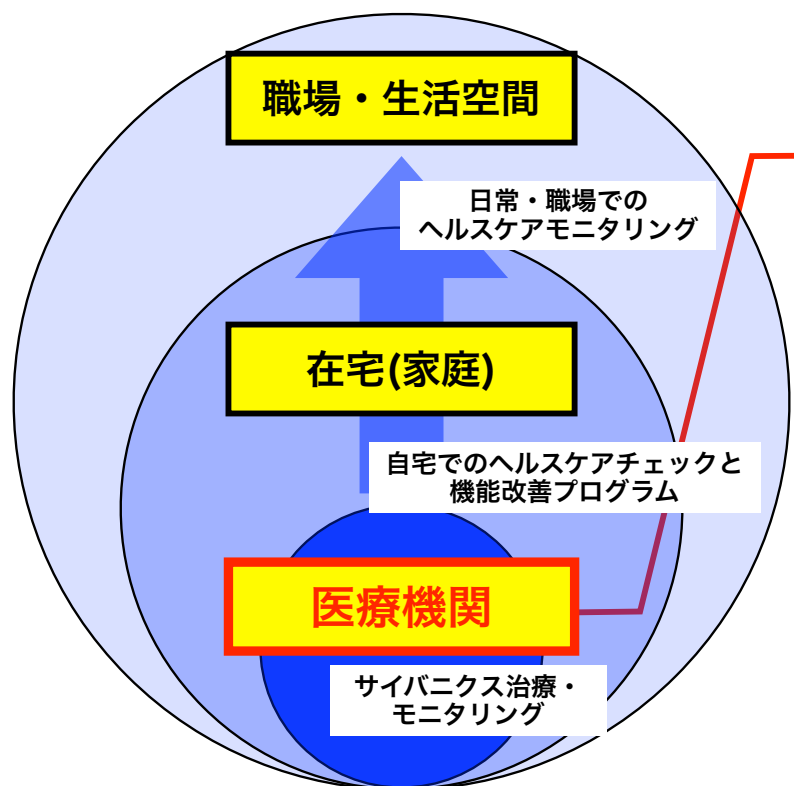 職場・生活空間
日常・職場での
ヘルスケアモニタリング
在宅(家庭)
自宅でのヘルスケアチェックと
機能改善プログラム
医療機関
サイバニクス治療・
モニタリング